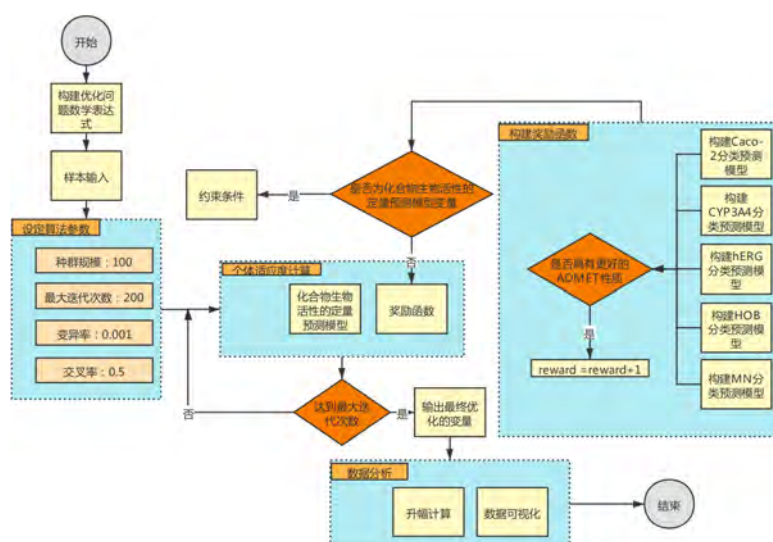 开始
构建优化问
题数学表达
式
样本输入
设定算法参数
种群规模：100
最大迭代次数：200
变异率：0.001
交叉率：0.5
约束条件
是
是否为化合物生物活性的
定量预测模型变量
否
个体适应度计算
化合物生物
活性的定量
预测模型
奖励函数
达到最大迭
代次数
否
是
输出最终优
化的变量
数据分析
升幅计算
数据可视化
结束
构建奖励函数
构建Caco-
2分类预测
模型
构建
CYP3A4分
类预测模型
构建hERG
分类预测模
型
构建HOB
分类预测模
型
构建MN分
类预测模型
是否具有更好的
ADMET性质
是
reward =reward+1